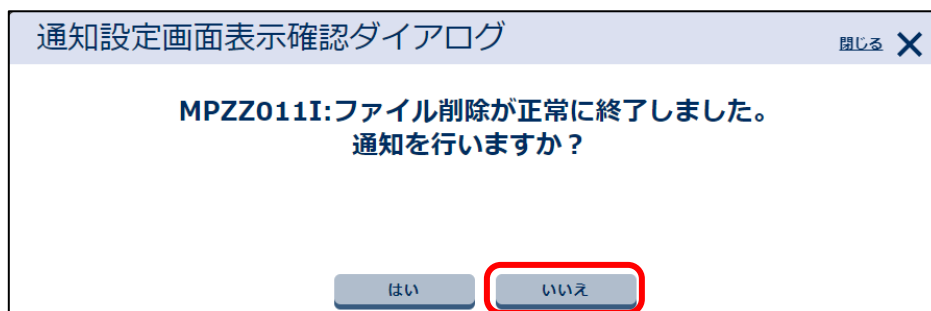 通知設定画面表示確認ダイアログ
閉じる
MPZZ011I:ファイル削除が正常に終了しました。
通知を行いますか？
はい
いいえ